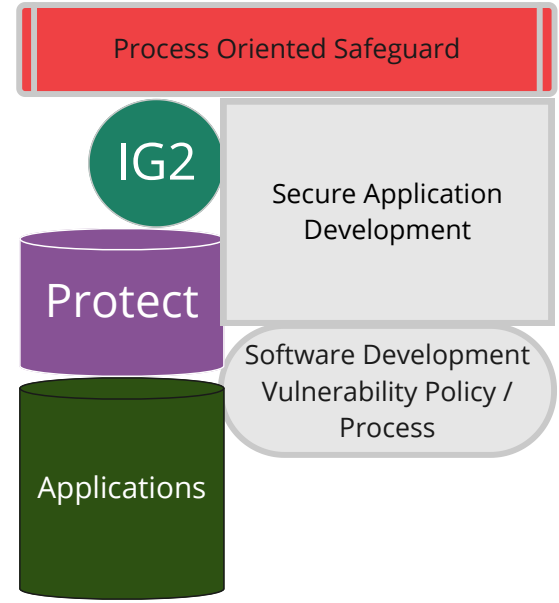 Process Oriented Safeguard
IG2
Secure Application
Development
Protect
Software Development
Vulnerability Policy /
Process
Applications